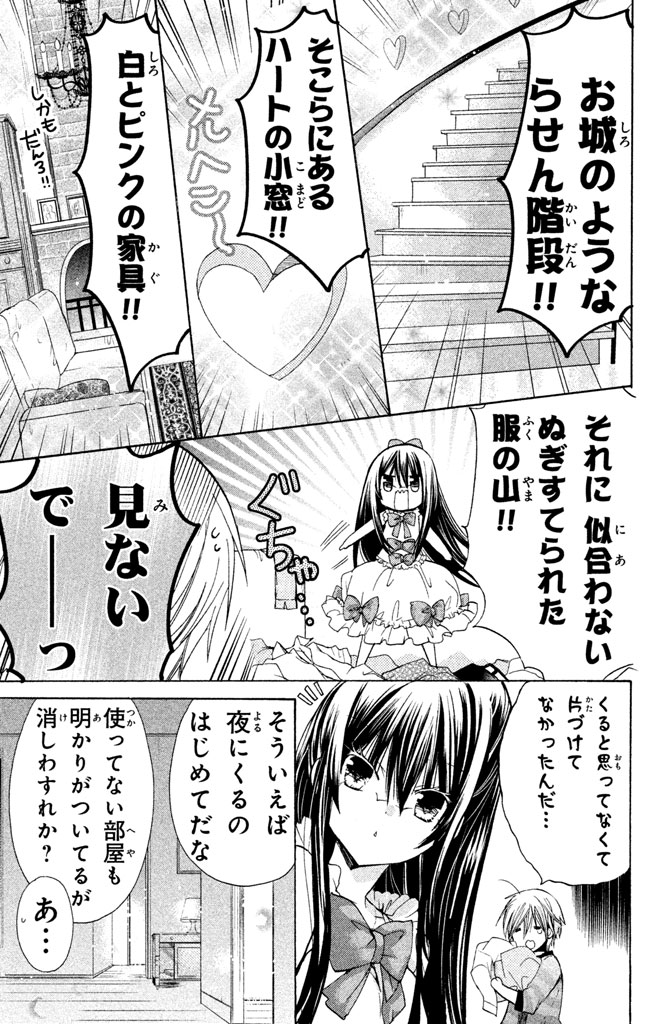 お城のような
らせん階段!!
そこらにある
ハートの小窓!!
メルヘン〜
白とピンクの家具!!
しかも
だんろ!!
それに 似合わない
ぬぎすてられた
服の山!!
ぐちゃ…
見ない
で――っ
くると思ってなくて
片づけて
なかったんだ…
そういえば
夜にくるの
はじめてだな
使ってない部屋も
明かりがついてるが
消しわすれか?
あ…